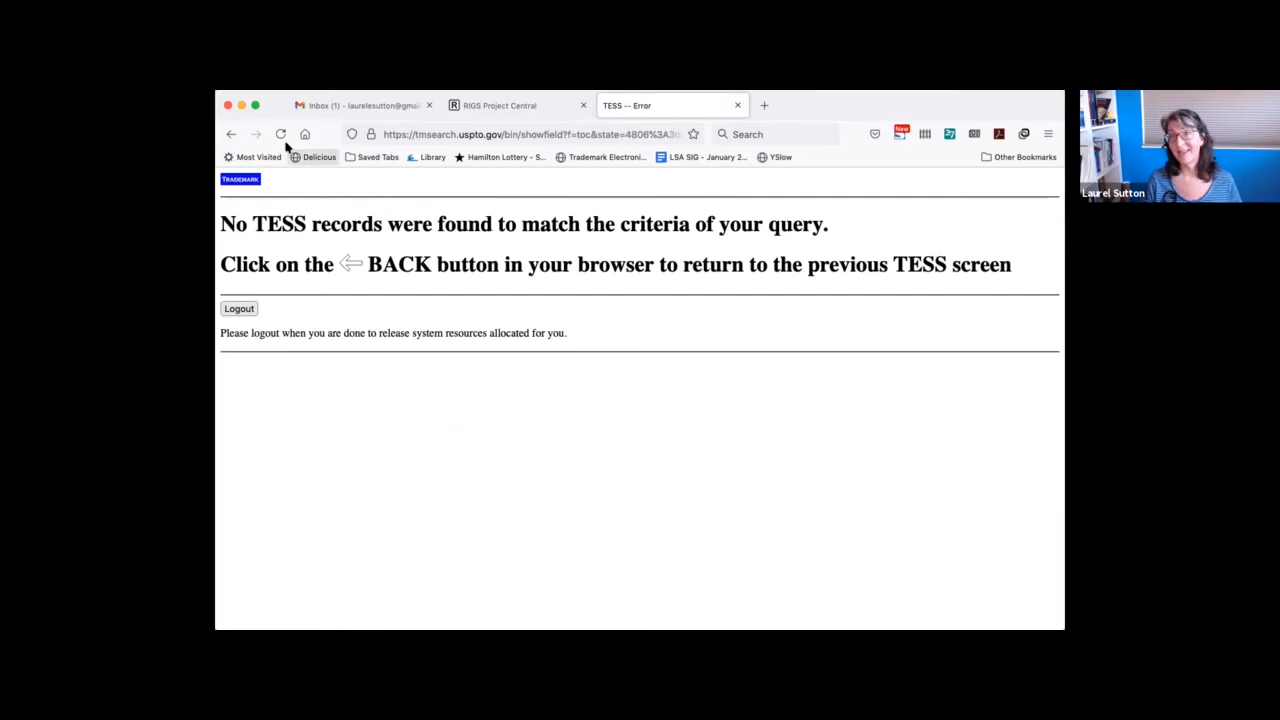 Inbox (1) – laurelesutton@gmai
RIGS Project Central
TESS -- Error
https://tmsearch.uspto.gov/bin/showfield?f=toc&state=4806%3A3o
Search
New
27
Most Visited
Delicious
Saved Tabs
Library
Hamilton Lottery - S...
Trademark Electroni...
LSA SIG - January 2...
YSlow
Other Bookmarks
TRADEMARK
Laurel Sutton
No TESS records were found to match the criteria of your query.
Click on the BACK button in your browser to return to the previous TESS screen
Logout
Please logout when you are done to release system resources allocated for you.